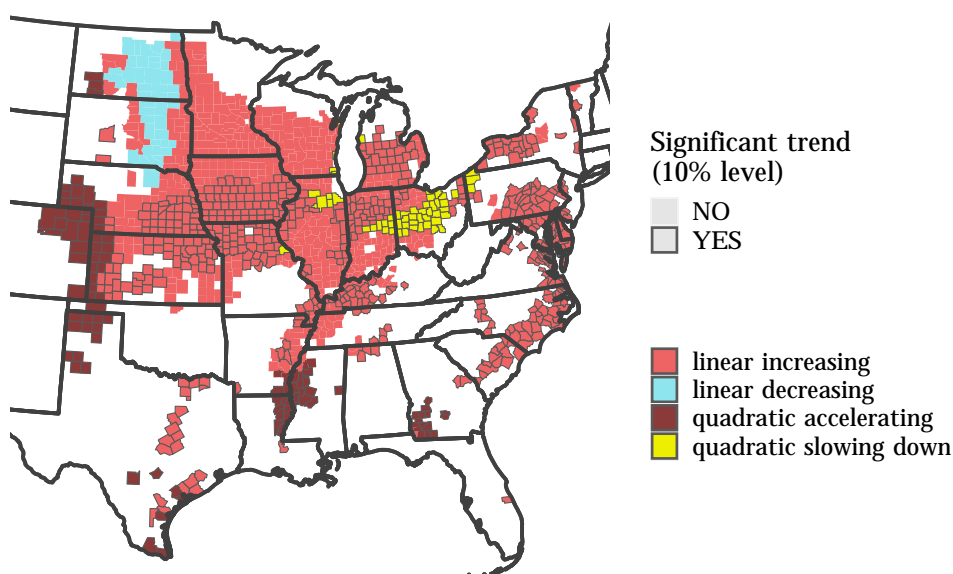 Significant trend
(10% level)
NO
YES
linear increasing
linear decreasing
quadratic accelerating
quadratic slowing down